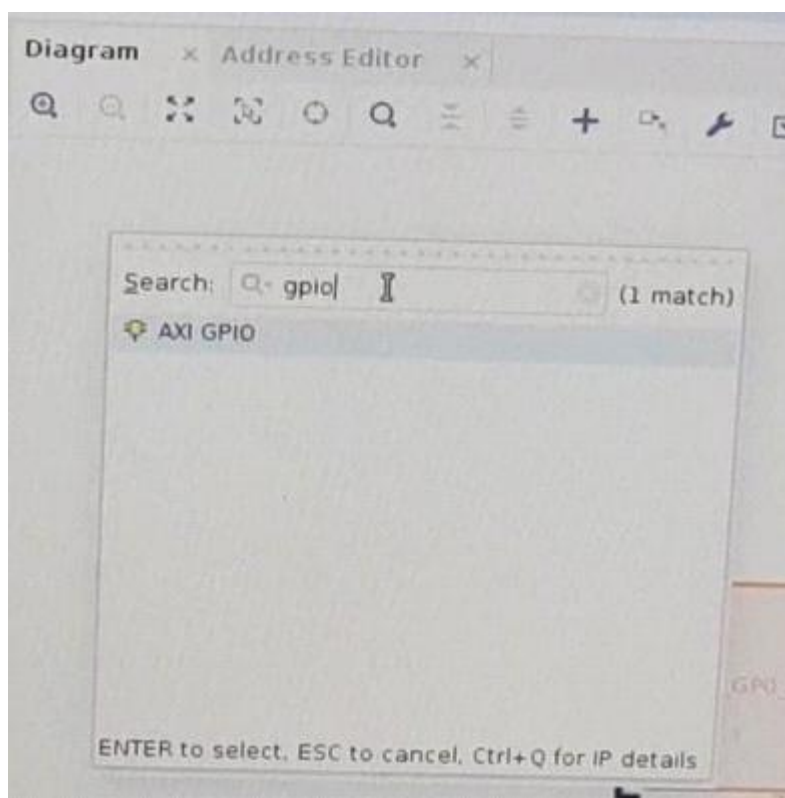 Diagram × Address Editor ×
Search: gpio (1 match)
AXI GPIO
GP0_
ENTER to select, ESC to cancel, Ctrl+Q for IP details